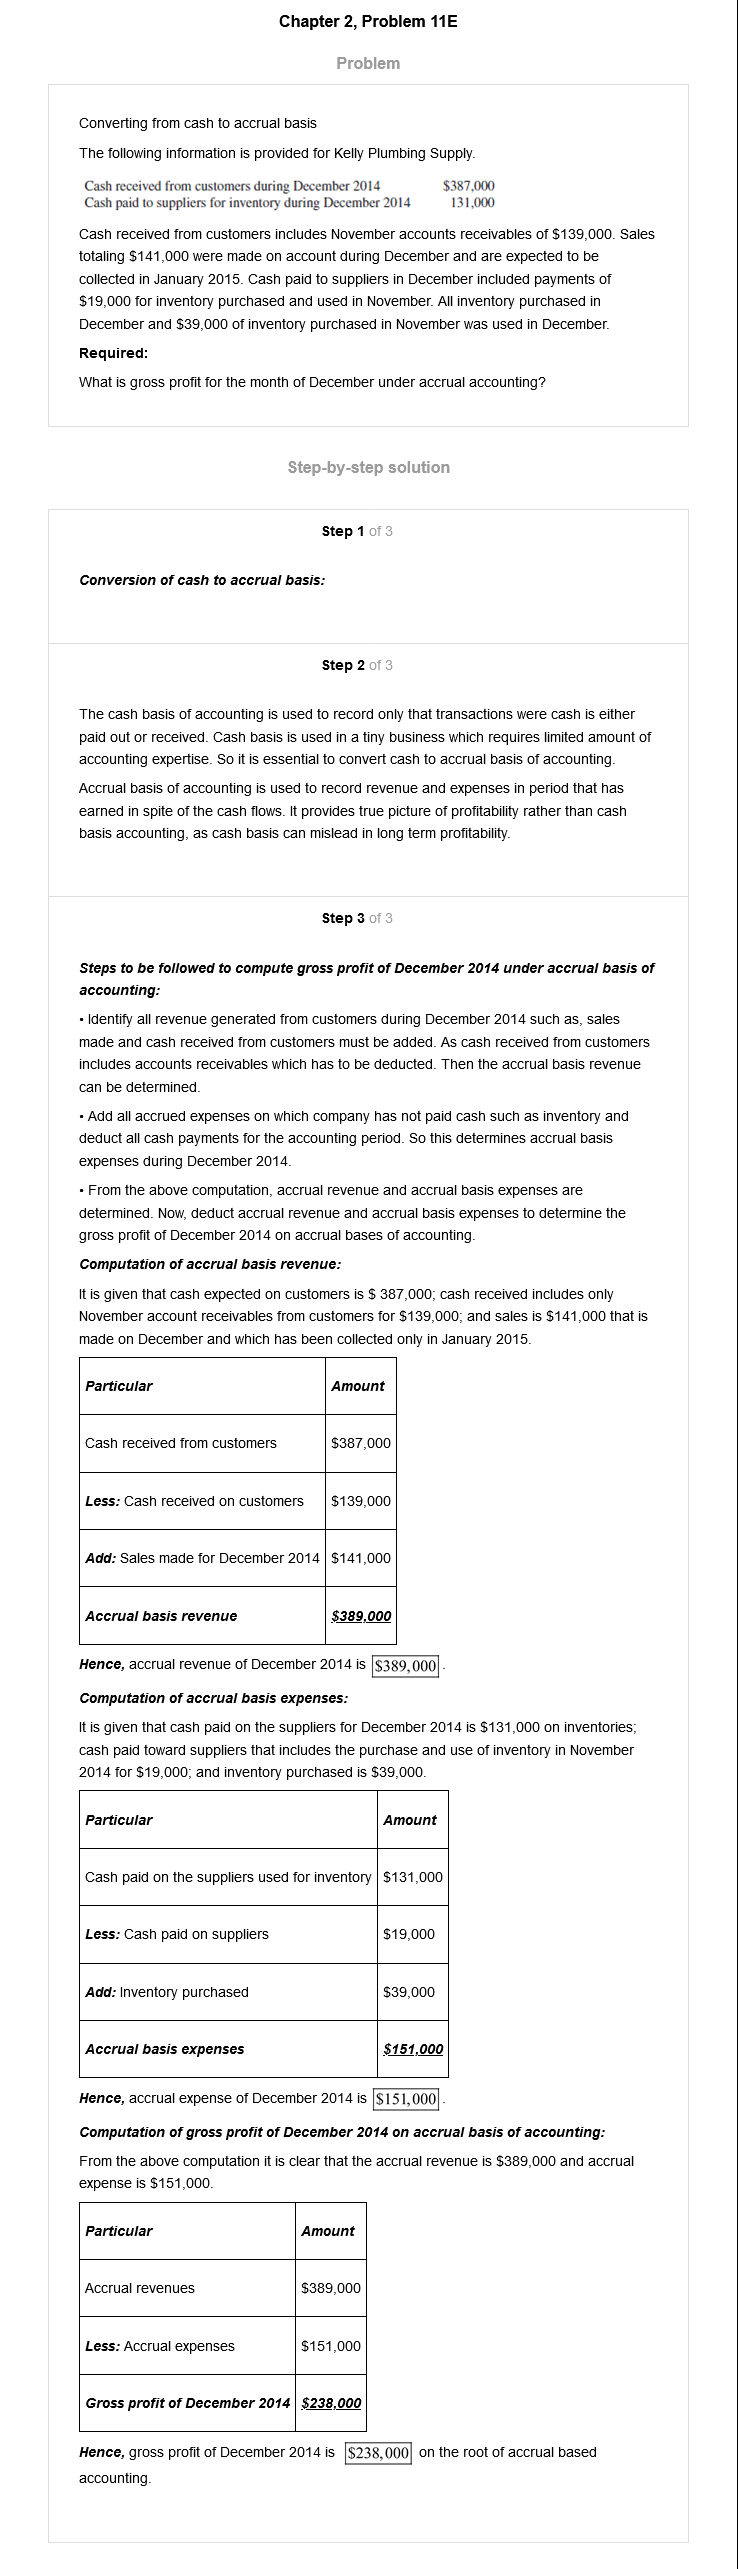 Chapter 2, Problem 11E
Problem
Converting from cash to accrual basis
The following information is provided for Kelly Plumbing Supply.
Cash received from customers during December 2014 $387,000
Cash paid to suppliers for inventory during December 2014 131,000
Cash received from customers includes November accounts receivables of $139,000. Sales
totaling $141,000 were made on account during December and are expected to be
collected in January 2015. Cash paid to suppliers in December included payments of
$19,000 for inventory purchased and used in November. All inventory purchased in
December and $39,000 of inventory purchased in November was used in December.
Required:
What is gross profit for the month of December under accrual accounting?
Step-by-step solution
Step 1 of 3
Conversion of cash to accrual basis:
Step 2 of 3
The cash basis of accounting is used to record only that transactions were cash is either
paid out or received. Cash basis is used in a tiny business which requires limited amount of
accounting expertise. So it is essential to convert cash to accrual basis of accounting.
Accrual basis of accounting is used to record revenue and expenses in period that has
earned in spite of the cash flows. It provides true picture of profitability rather than cash
basis accounting, as cash basis can mislead in long term profitability.
Step 3 of 3
Steps to be followed to compute gross profit of December 2014 under accrual basis of
accounting:
• Identify all revenue generated from customers during December 2014 such as, sales
made and cash received from customers must be added. As cash received from customers
includes accounts receivables which has to be deducted. Then the accrual basis revenue
can be determined.
• Add all accrued expenses on which company has not paid cash such as inventory and
deduct all cash payments for the accounting period. So this determines accrual basis
expenses during December 2014.
• From the above computation, accrual revenue and accrual basis expenses are
determined. Now, deduct accrual revenue and accrual basis expenses to determine the
gross profit of December 2014 on accrual bases of accounting.
Computation of accrual basis revenue:
It is given that cash expected on customers is $ 387,000; cash received includes only
November account receivables from customers for $139,000; and sales is $141,000 that is
made on December and which has been collected only in January 2015.
Particular Amount
Cash received from customers $387,000
Less: Cash received on customers $139,000
Add: Sales made for December 2014 $141,000
Accrual basis revenue $389,000
Hence, accrual revenue of December 2014 is $389,000.
Computation of accrual basis expenses:
It is given that cash paid on the suppliers for December 2014 is $131,000 on inventories;
cash paid toward suppliers that includes the purchase and use of inventory in November
2014 for $19,000; and inventory purchased is $39,000.
Particular Amount
Cash paid on the suppliers used for inventory $131,000
Less: Cash paid on suppliers $19,000
Add: Inventory purchased $39,000
Accrual basis expenses $151,000
Hence, accrual expense of December 2014 is $151,000.
Computation of gross profit of December 2014 on accrual basis of accounting:
From the above computation it is clear that the accrual revenue is $389,000 and accrual
expense is $151,000.
Particular Amount
Accrual revenues $389,000
Less: Accrual expenses $151,000
Gross profit of December 2014 $238,000
Hence, gross profit of December 2014 is $238,000 on the root of accrual based
accounting.